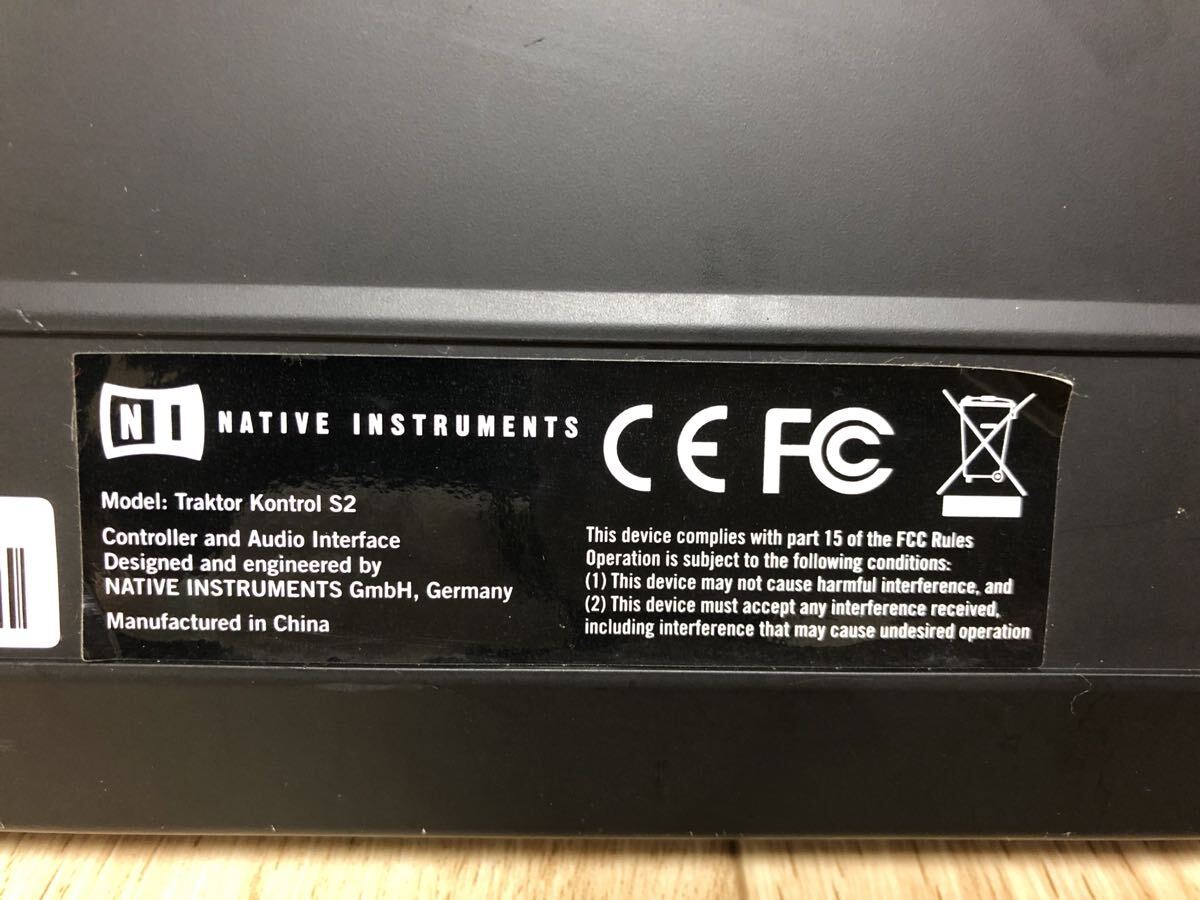 NI NATIVE INSTRUMENTS
CE FC
Model: Traktor Kontrol S2
Controller and Audio Interface
Designed and engineered by
NATIVE INSTRUMENTS GmbH, Germany
Manufactured in China
This device complies with part 15 of the FCC Rules
Operation is subject to the following conditions:
(1) This device may not cause harmful interference, and
(2) This device must accept any interference received,
including interference that may cause undesired operation